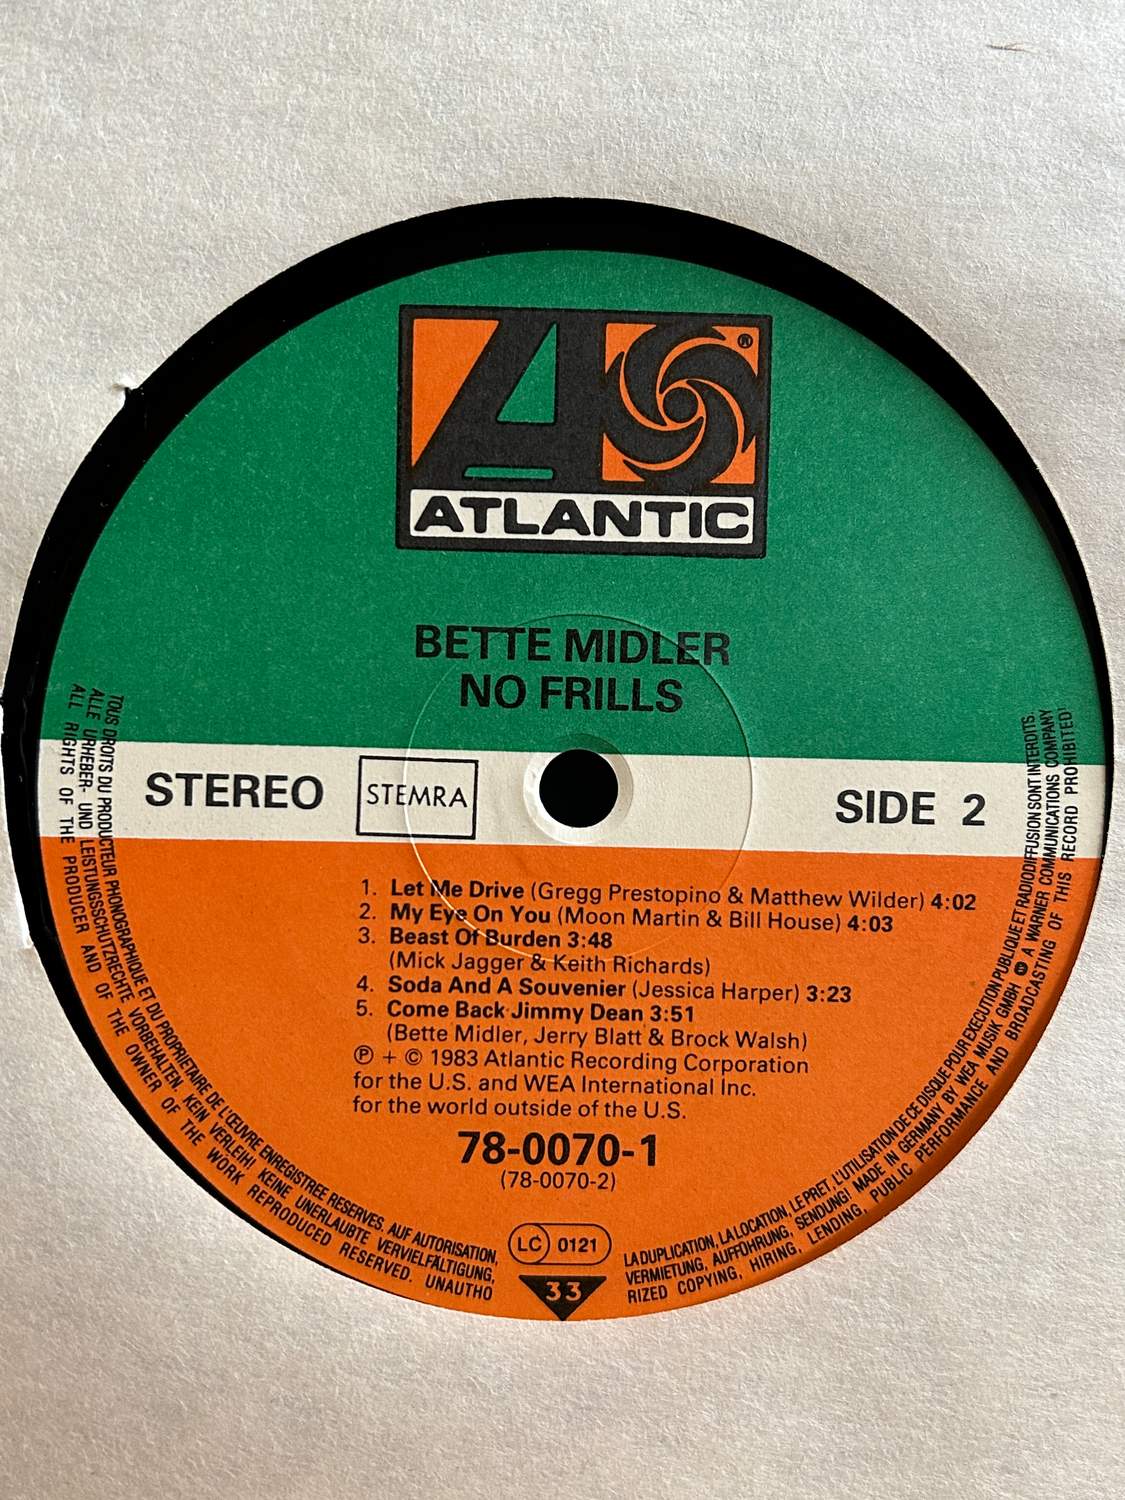 ®
ATLANTIC
BETTE MIDLER
NO FRILLS
STEREO
STEMRA
SIDE 2
1. Let Me Drive (Gregg Prestopino & Matthew Wilder) 4:02
2. My Eye On You (Moon Martin & Bill House) 4:03
3. Beast Of Burden 3:48
(Mick Jagger & Keith Richards)
4. Soda And A Souvenier (Jessica Harper) 3:23
5. Come Back Jimmy Dean 3:51
(Bette Midler, Jerry Blatt & Brock Walsh)
℗ + © 1983 Atlantic Recording Corporation
for the U.S. and WEA International Inc.
for the world outside of the U.S.
78-0070-1
(78-0070-2)
LC 0121
33
TOUS DROITS DU PRODUCTEUR PHONOGRAPHIQUE ET DU PROPRIETAIRE DE L'ŒUVRE ENREGISTREE RESERVES. AUF AUTORISATION, LA DUPLICATION, LA LOCATION, LE PRET, L'UTILISATION DE CE DISQUE POUR EXECUTION PUBLIQUE ET RADIODIFFUSION SONT INTERDITS.
ALLE URHEBER- UND LEISTUNGSSCHUTZRECHTE VORBEHALTEN. KEIN VERLEIH! KEINE UNERLAUBTE VERVIELFÄLTIGUNG, VERMIETUNG, AUFFÜHRUNG, SENDUNG! MADE IN GERMANY BY WEA MUSIK GMBH A WARNER COMMUNICATIONS COMPANY
ALL RIGHTS OF THE PRODUCER AND OF THE OWNER OF THE WORK REPRODUCED RESERVED. UNAUTHORIZED COPYING, HIRING, LENDING, PUBLIC PERFORMANCE AND BROADCASTING OF THIS RECORD PROHIBITED!